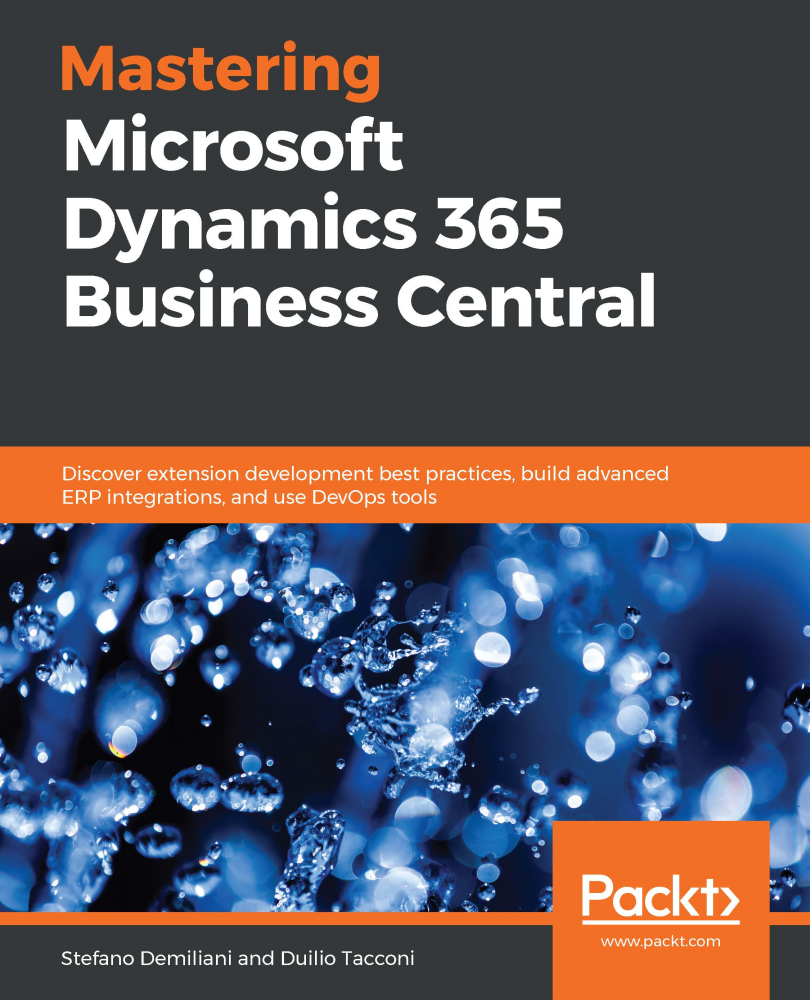 Mastering
Microsoft
Dynamics 365
Business Central
Discover extension development best practices, build advanced
ERP integrations, and use DevOps tools
Packt>
www.packt.com
Stefano Demiliani and Duilio Tacconi